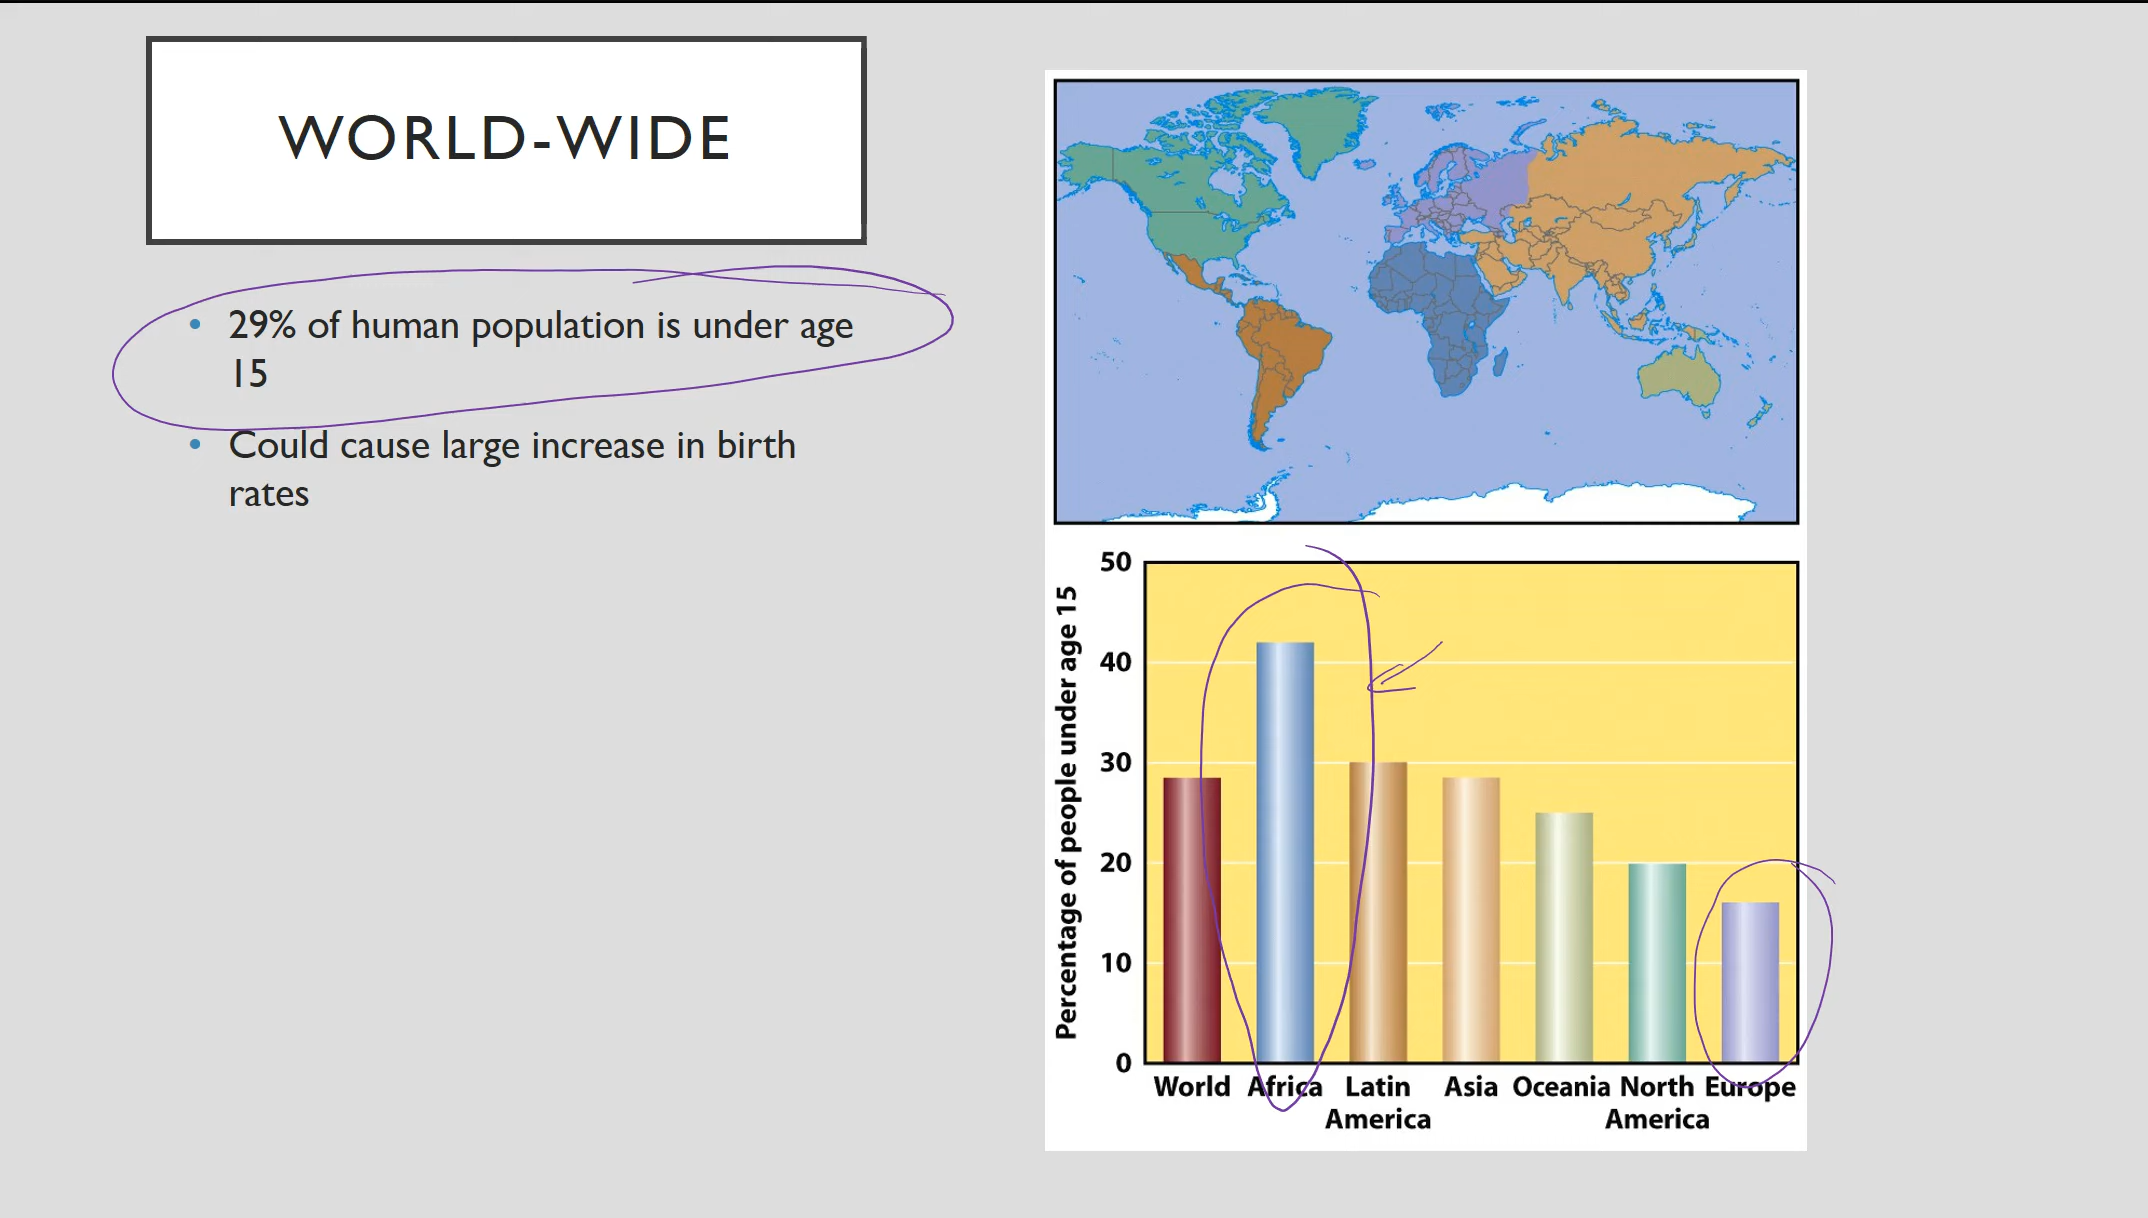 WORLD-WIDE
• 29% of human population is under age
15
• Could cause large increase in birth
rates
Percentage of people under age 15
50
40
30
20
10
0
World Africa Latin Asia Oceania North Europe
America America